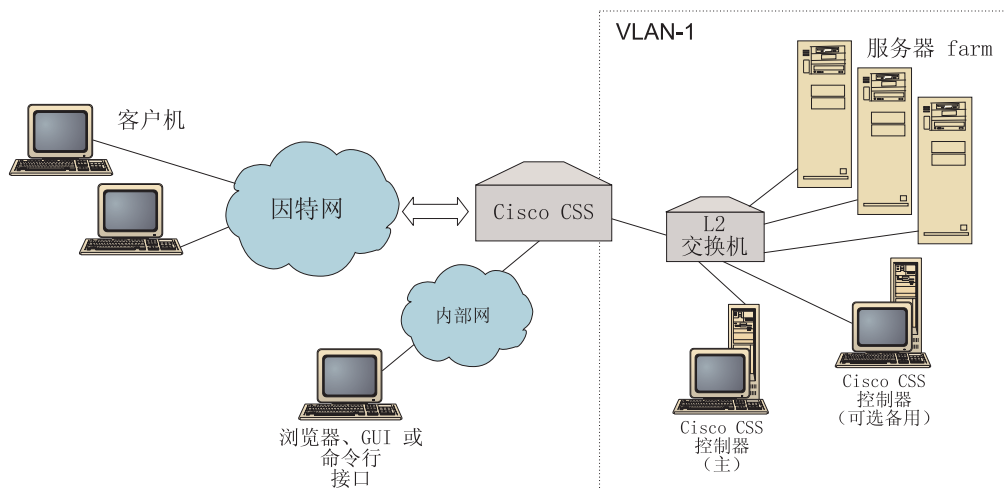 VLAN-1
服务器 farm
客户机
因特网
Cisco CSS
L2
交换机
内部网
浏览器、GUI 或
命令行
接口
Cisco CSS
控制器
（主）
Cisco CSS
控制器
（可选备用）